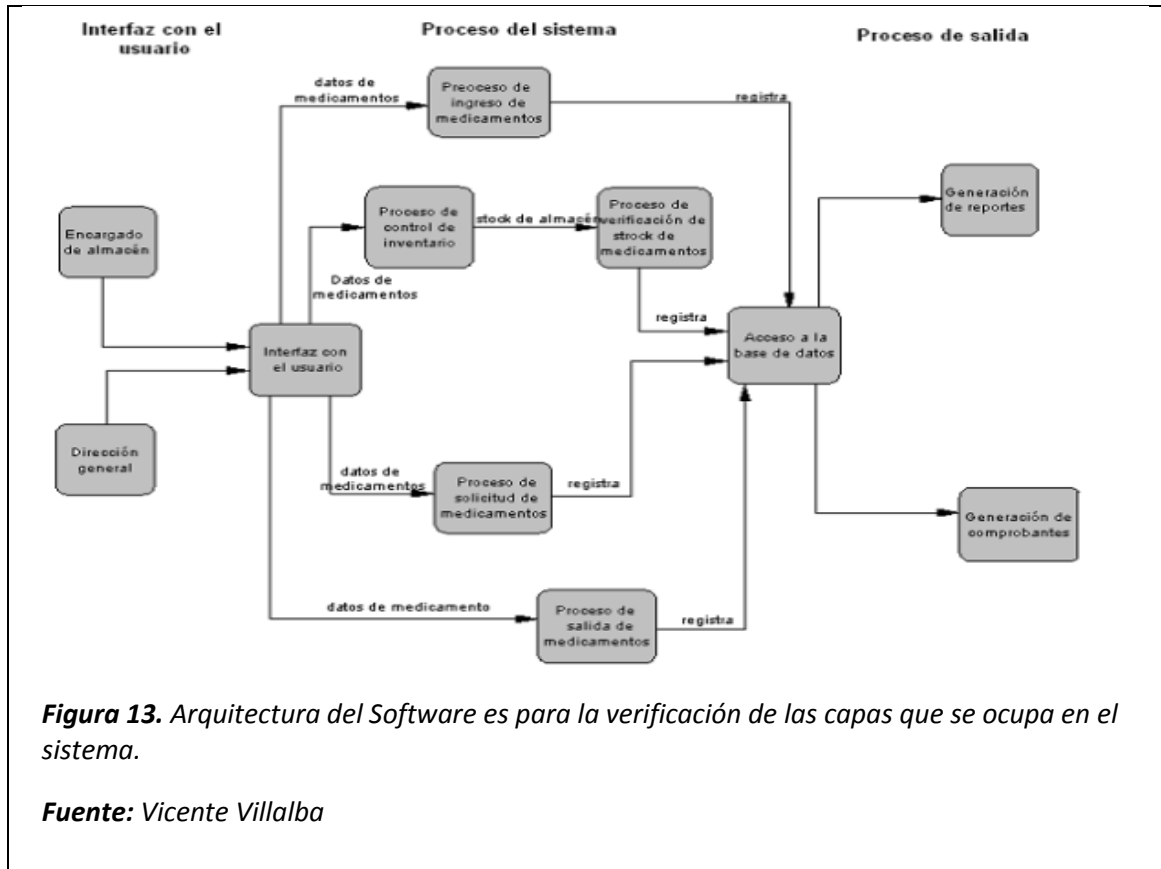 Interfaz con el
usuario
Proceso del sistema
Proceso de salida
datos de
medicamentos
Preoceso de
ingreso de
medicamentos
registra
Encargado
de almacén
Proceso de
control de
inventario
stock de almacén
Proceso de
verificación de
strock de
medicamentos
Generación
de reportes
Datos de
medicamentos
registra
Interfaz con
el usuario
Acceso a la
base de datos
Dirección
general
datos de
medicamentos
Proceso de
solicitud de
medicamentos
registra
Generación de
comprobantes
datos de medicamento
Proceso de
salida de
medicamentos
registra
Figura 13. Arquitectura del Software es para la verificación de las capas que se ocupa en el
sistema.
Fuente: Vicente Villalba